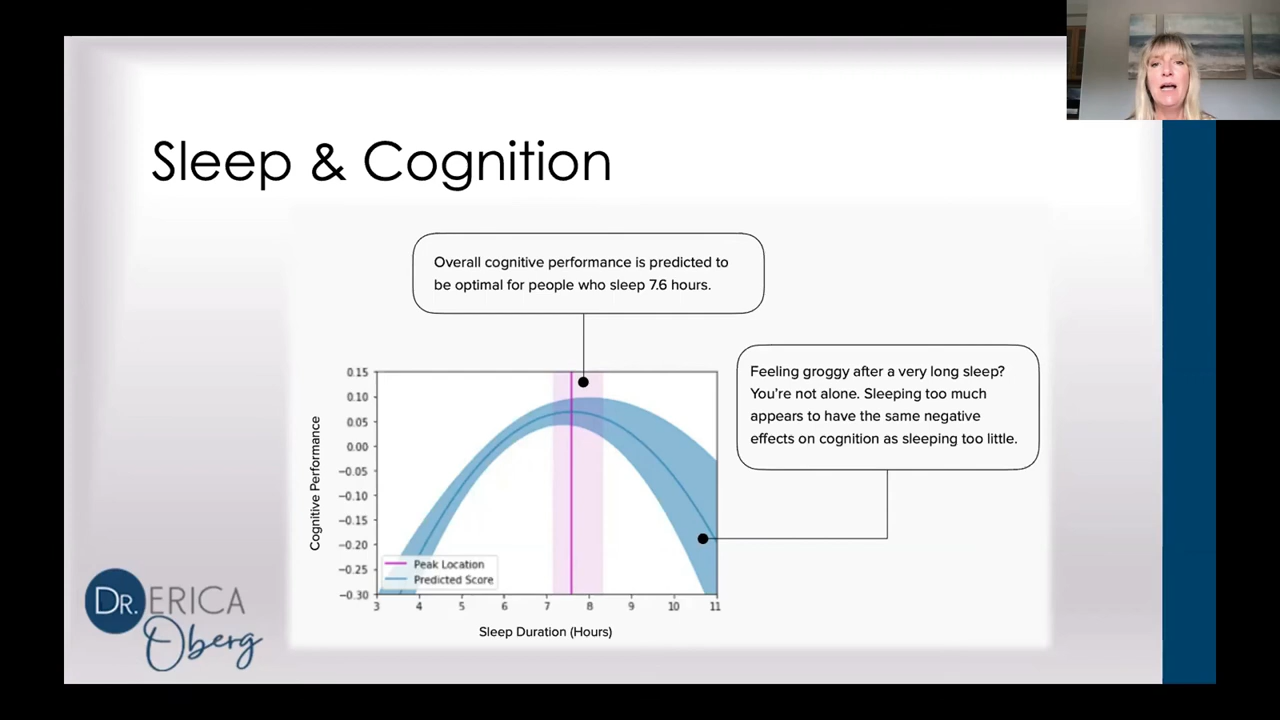 Sleep & Cognition
Overall cognitive performance is predicted to
be optimal for people who sleep 7.6 hours.
Feeling groggy after a very long sleep?
You're not alone. Sleeping too much
appears to have the same negative
effects on cognition as sleeping too little.
Cognitive Performance
0.15
0.10
0.05
0.00
−0.05
−0.10
−0.15
−0.20
−0.25
−0.30
Peak Location
Predicted Score
3 4 5 6 7 8 9 10 11
Sleep Duration (Hours)
DR. ERICA
Oberg